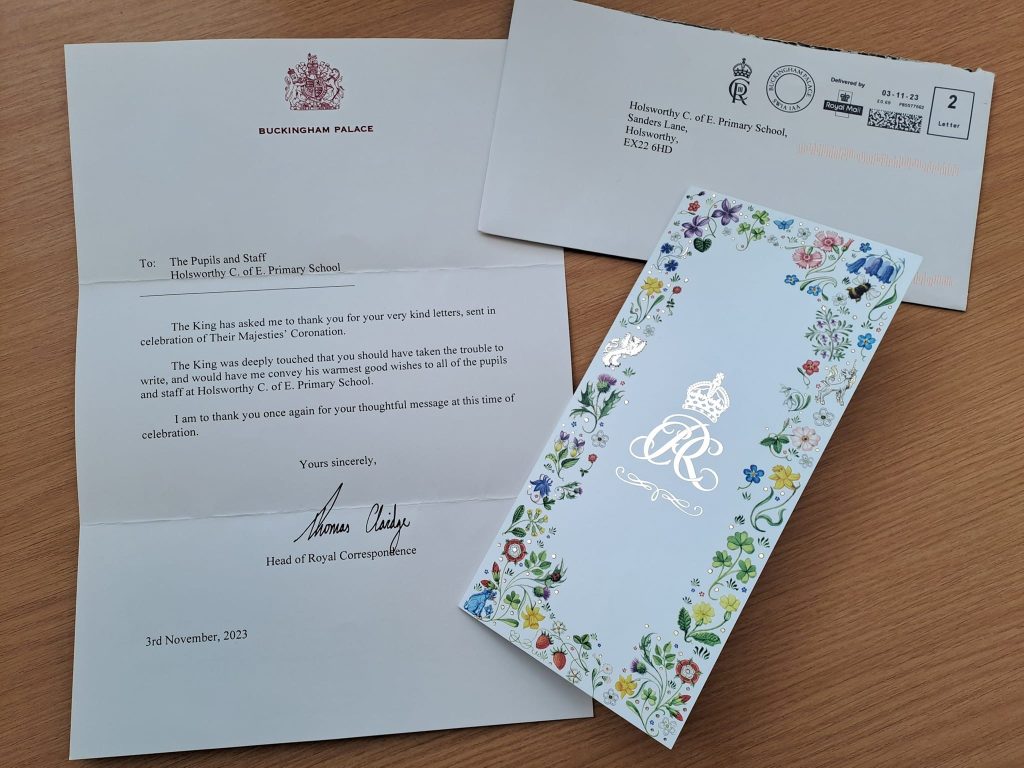 BUCKINGHAM PALACE
To: The Pupils and Staff
Holsworthy C. of E. Primary School
The King has asked me to thank you for your very kind letters, sent in
celebration of Their Majesties' Coronation.
The King was deeply touched that you should have taken the trouble to
write, and would have me convey his warmest good wishes to all of the pupils
and staff at Holsworthy C. of E. Primary School.
I am to thank you once again for your thoughtful message at this time of
celebration.
Yours sincerely,
Thomas Claidge
Head of Royal Correspondence
3rd November, 2023
Holsworthy C. of E. Primary School,
Sanders Lane,
Holsworthy,
EX22 6HD
BUCKINGHAM PALACE
SW1A 1AA
Delivered by
Royal Mail
03-11-23
2
Letter